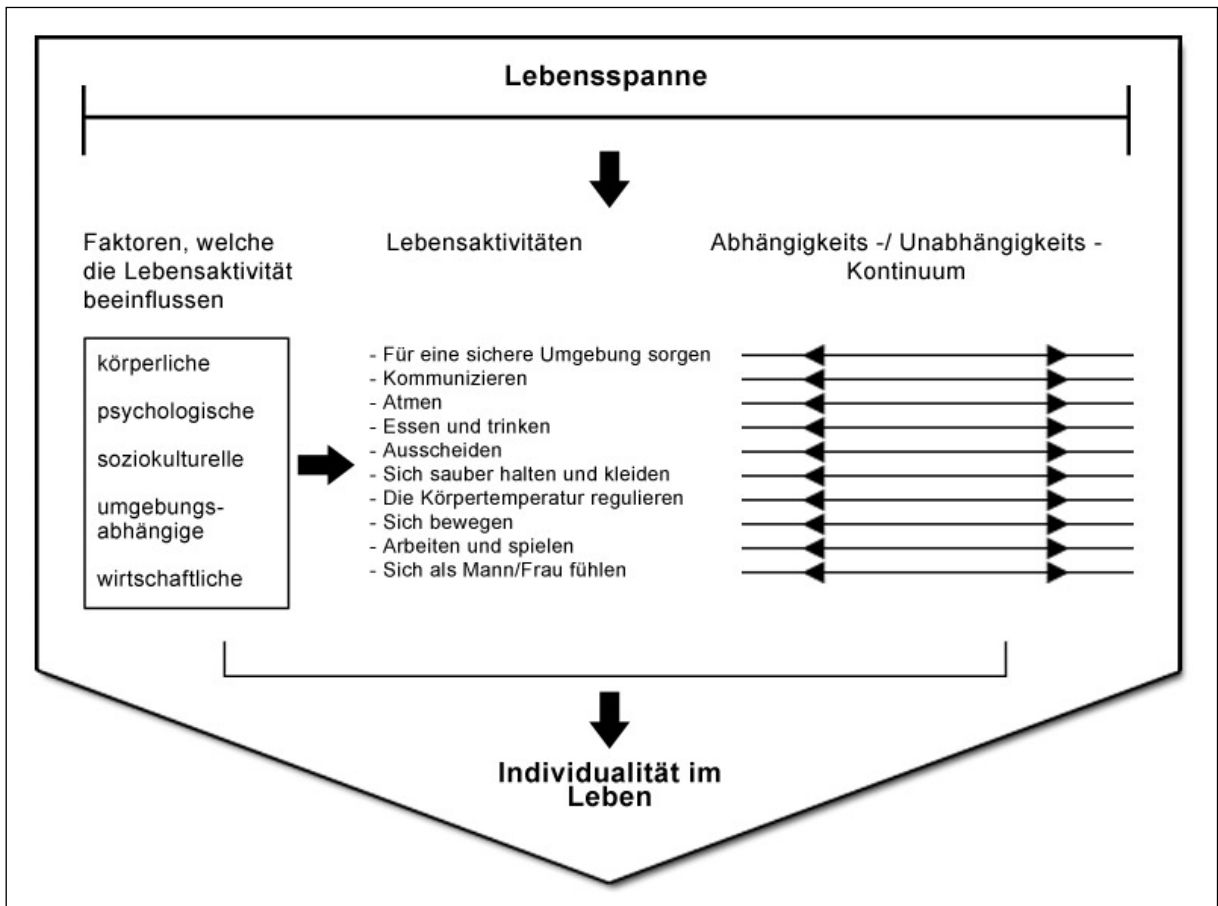 Lebensspanne
Faktoren, welche
die Lebensaktivität
beeinflussen
Lebensaktivitäten
Abhängigkeits -/ Unabhängigkeits -
Kontinuum
körperliche
psychologische
soziokulturelle
umgebungs-
abhängige
wirtschaftliche
- Für eine sichere Umgebung sorgen
- Kommunizieren
- Atmen
- Essen und trinken
- Ausscheiden
- Sich sauber halten und kleiden
- Die Körpertemperatur regulieren
- Sich bewegen
- Arbeiten und spielen
- Sich als Mann/Frau fühlen
Individualität im
Leben